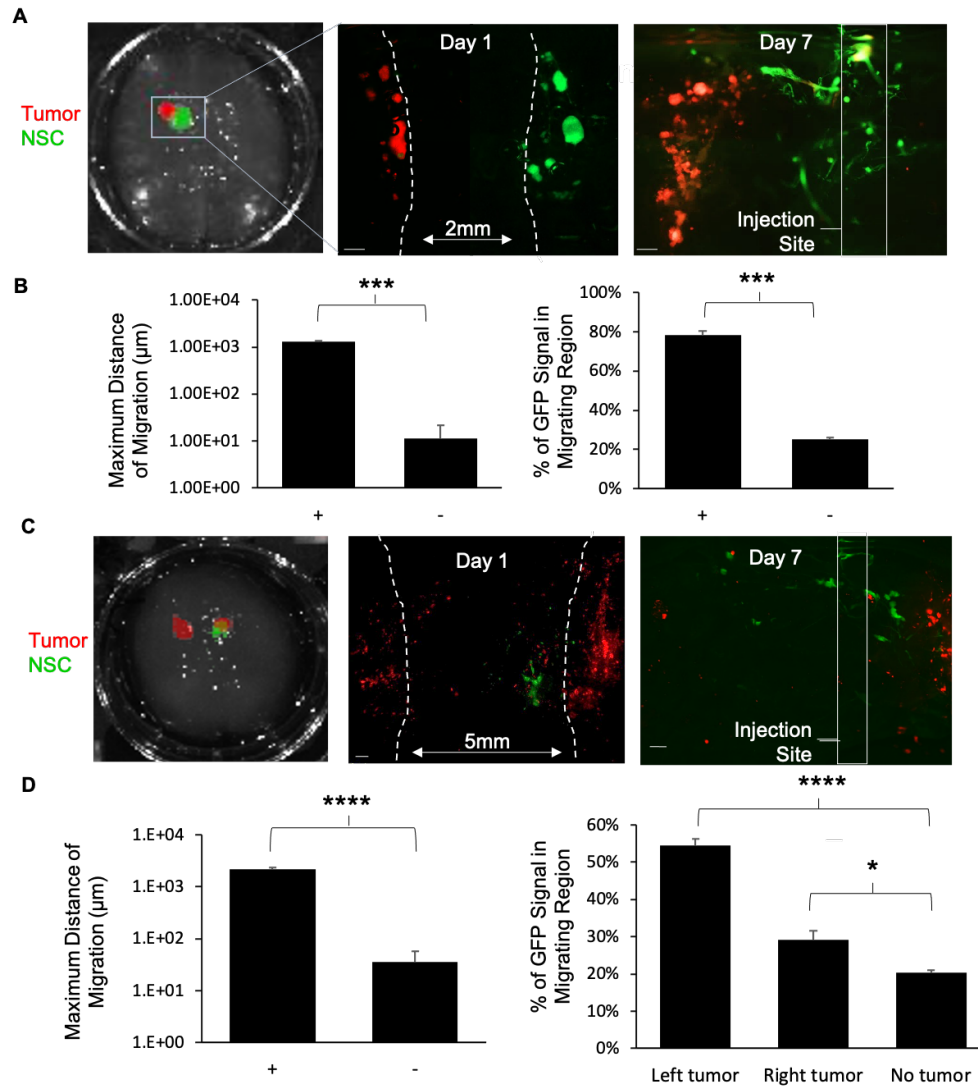 A
Tumor
NSC
Day 1
2mm
Day 7
Injection
Site
B
Maximum Distance
of Migration (µm)
1.00E+04
1.00E+03
1.00E+02
1.00E+01
1.00E+00
***
+
-
% of GFP Signal in
Migrating Region
100%
80%
60%
40%
20%
0%
***
+
-
C
Tumor
NSC
Day 1
5mm
Day 7
Injection
Site
D
Maximum Distance of
Migration (µm)
1.E+04
1.E+03
1.E+02
1.E+01
1.E+00
****
+
-
% of GFP Signal in
Migrating Region
60%
50%
40%
30%
20%
10%
0%
****
*
Left tumor
Right tumor
No tumor